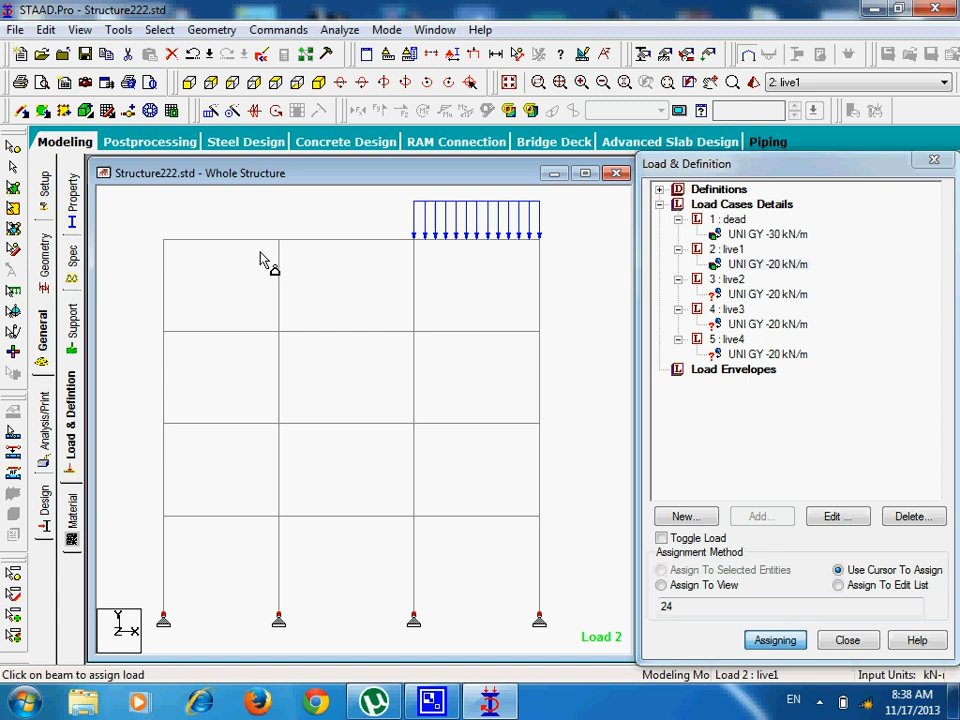 STAAD.Pro - Structure222.std
File Edit View Tools Select Geometry Commands Analyze Mode Window Help
2: live1
Modeling Postprocessing Steel Design Concrete Design RAM Connection Bridge Deck Advanced Slab Design Piping
Structure222.std - Whole Structure
Setup
Geometry
General
Analysis/Print
Design
Property
Spec
Support
Load & Definition
Material
Y
Z X
Load 2
Load & Definition
Definitions
Load Cases Details
1 : dead
UNI GY -30 kN/m
2 : live1
UNI GY -20 kN/m
3 : live2
UNI GY -20 kN/m
4 : live3
UNI GY -20 kN/m
5 : live4
UNI GY -20 kN/m
Load Envelopes
New... Add... Edit ... Delete...
Toggle Load
Assignment Method
Assign To Selected Entities Use Cursor To Assign
Assign To View Assign To Edit List
24
Assigning Close Help
Click on beam to assign load Modeling Mo Load 2 : live1 Input Units: kN-
EN 8:38 AM
11/17/2013